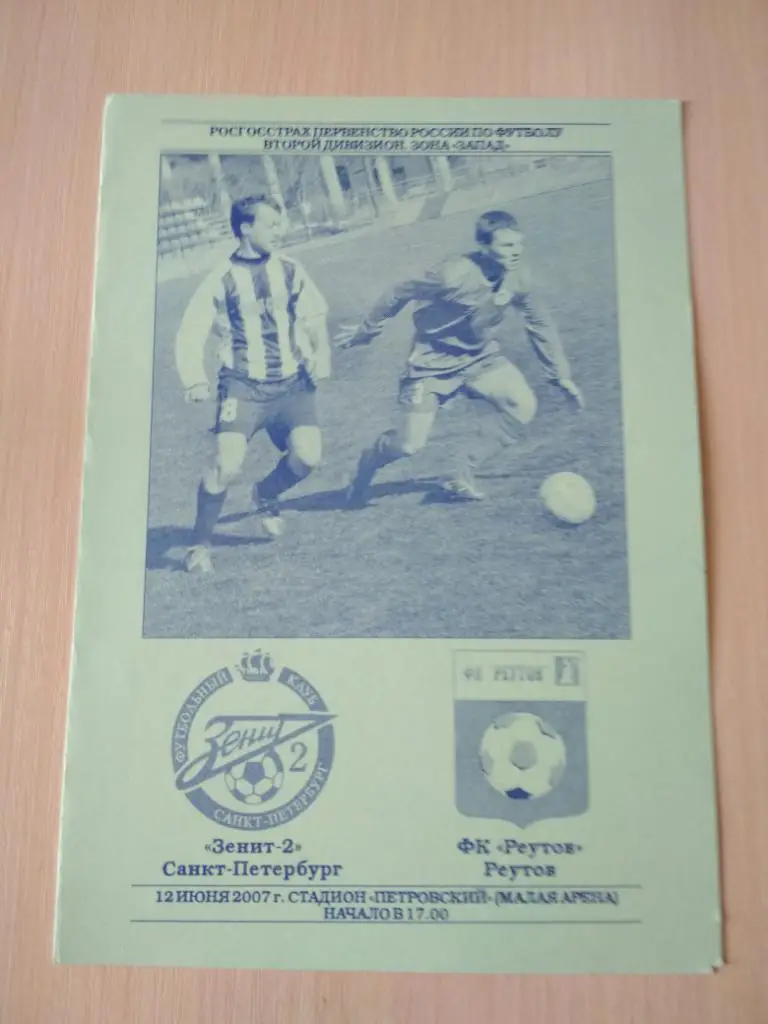 РОСГОССТРАХ ПЕРВЕНСТВО РОССИИ ПО ФУТБОЛУ
ВТОРОЙ ДИВИЗИОН. ЗОНА «ЗАПАД»
8
ФУТБОЛЬНЫЙ КЛУБ
Зенит
2
САНКТ-ПЕТЕРБУРГ
ФК РЕУТОВ
«Зенит-2»
Санкт-Петербург
ФК «Реутов»
Реутов
12 ИЮНЯ 2007 г. СТАДИОН «ПЕТРОВСКИЙ» (МАЛАЯ АРЕНА)
НАЧАЛО В 17.00